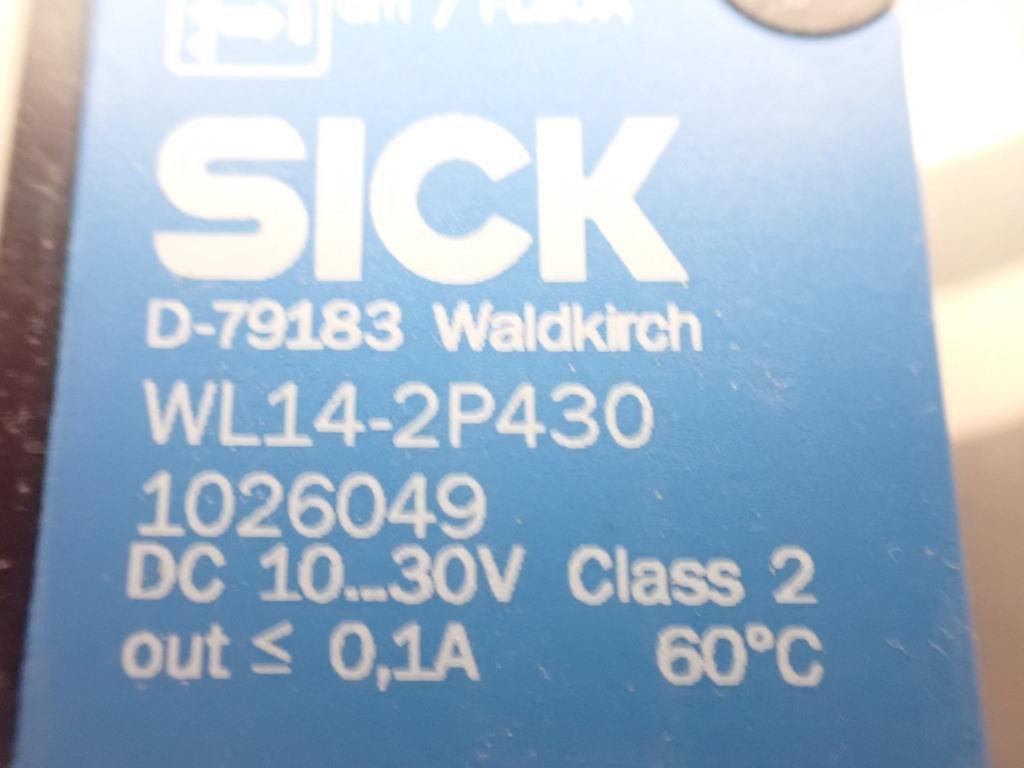 SICK
D-79183 Waldkirch
WL14-2P430
1026049
DC 10...30V Class 2
out ≤ 0,1A 60°C